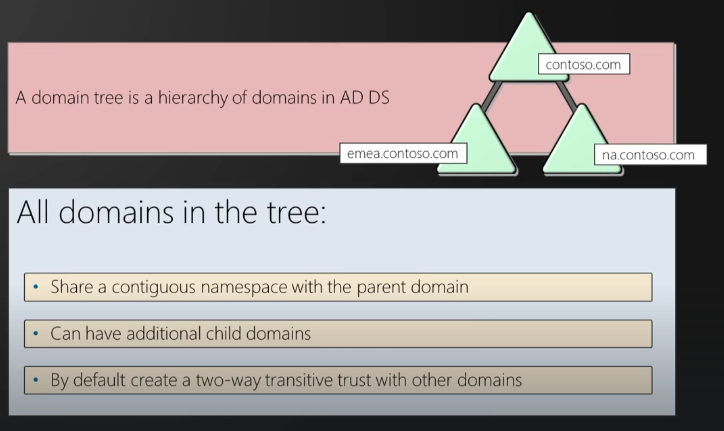 contoso.com
A domain tree is a hierarchy of domains in AD DS
emea.contoso.com
na.contoso.com
All domains in the tree:
• Share a contiguous namespace with the parent domain
• Can have additional child domains
• By default create a two-way transitive trust with other domains